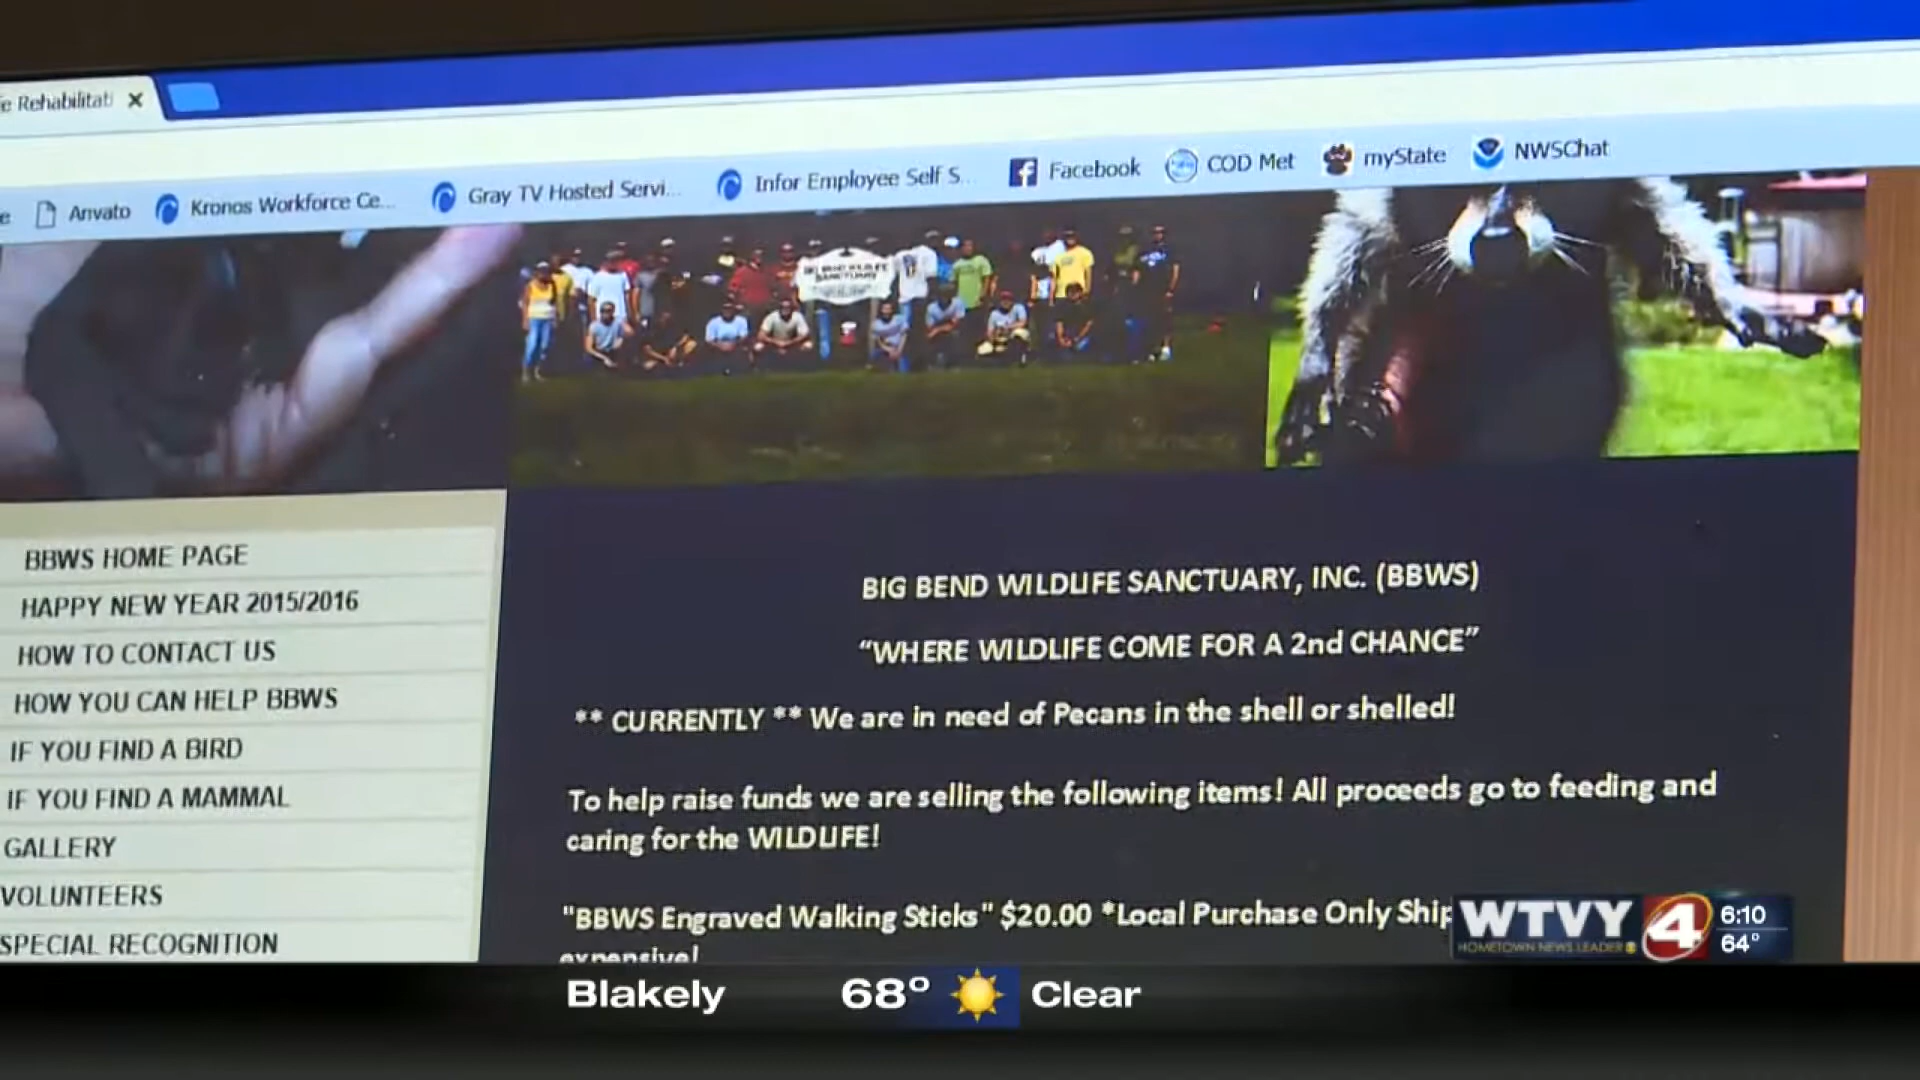 e Rehabilitati
e Anvato Kronos Workforce Ce... Gray TV Hosted Servi... Infor Employee Self S... Facebook COD Met myState NWSChat
BIG BEND WILDLIFE
SANCTUARY
BBWS HOME PAGE
HAPPY NEW YEAR 2015/2016
HOW TO CONTACT US
HOW YOU CAN HELP BBWS
IF YOU FIND A BIRD
IF YOU FIND A MAMMAL
GALLERY
VOLUNTEERS
SPECIAL RECOGNITION
BIG BEND WILDLIFE SANCTUARY, INC. (BBWS)
“WHERE WILDLIFE COME FOR A 2nd CHANCE”
** CURRENTLY ** We are in need of Pecans in the shell or shelled!
To help raise funds we are selling the following items! All proceeds go to feeding and
caring for the WILDLIFE!
"BBWS Engraved Walking Sticks" $20.00 *Local Purchase Only Ship
expensive!
WTVY 4 6:10
HOMETOWN NEWS LEADER 64°
Blakely 68° Clear